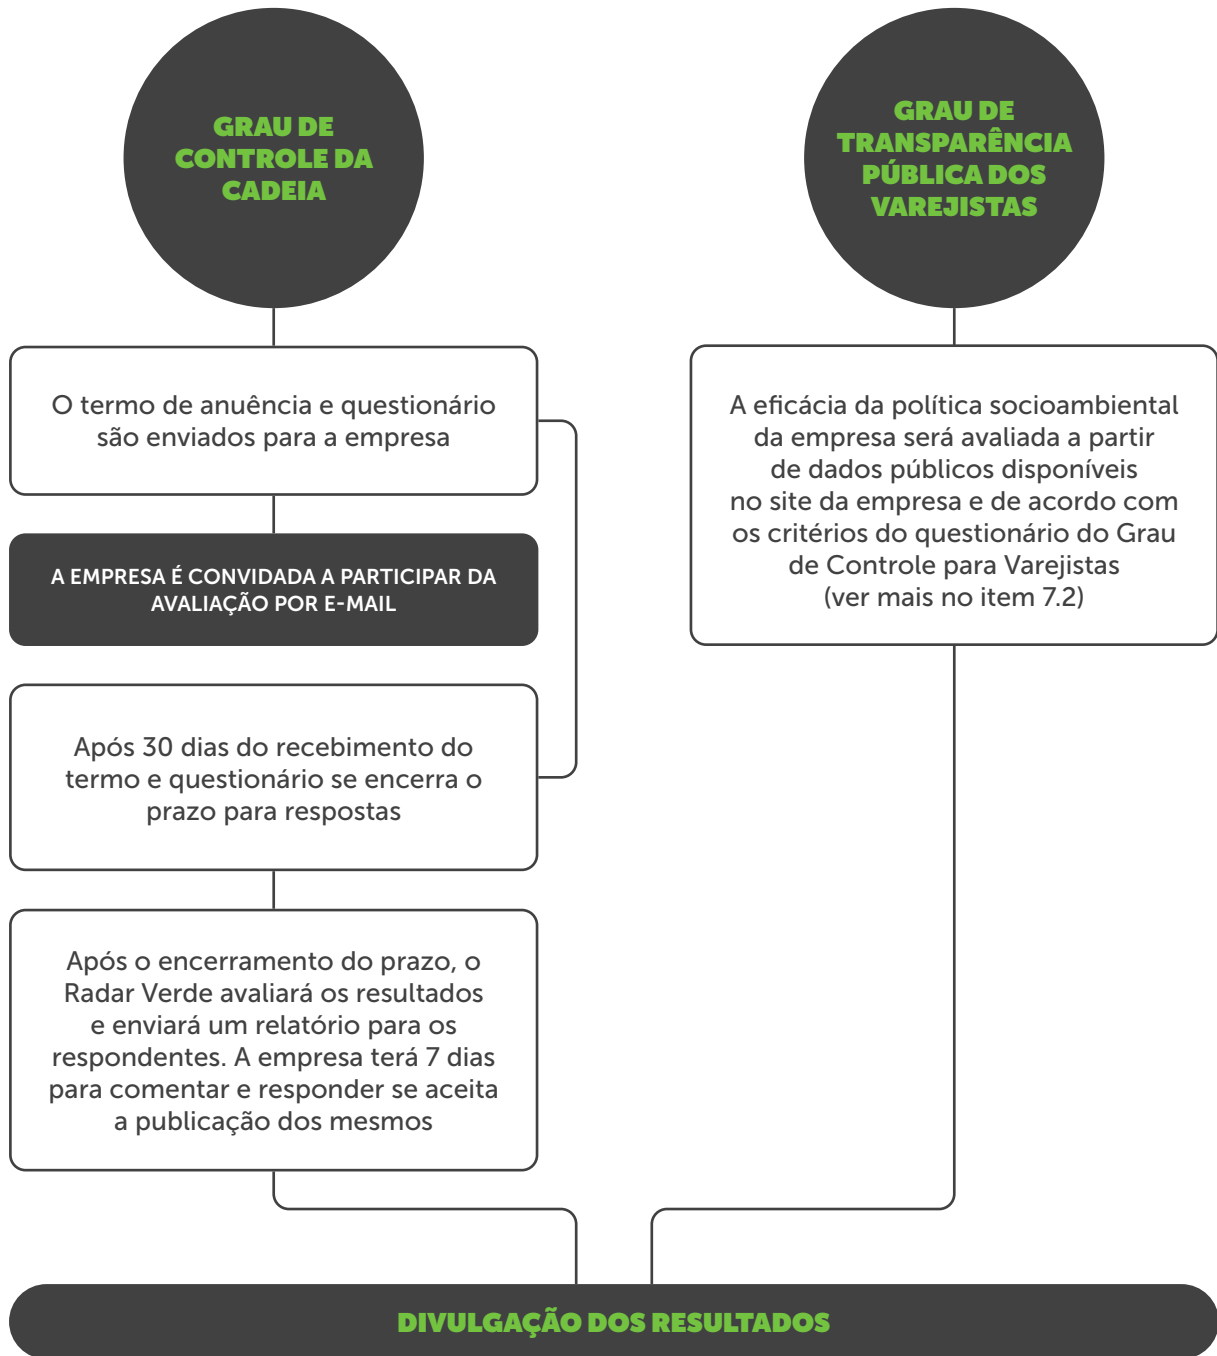 GRAU DE
CONTROLE DA
CADEIA
O termo de anuência e questionário
são enviados para a empresa
A EMPRESA É CONVIDADA A PARTICIPAR DA
AVALIAÇÃO POR E-MAIL
Após 30 dias do recebimento do
termo e questionário se encerra o
prazo para respostas
Após o encerramento do prazo, o
Radar Verde avaliará os resultados
e enviará um relatório para os
respondentes. A empresa terá 7 dias
para comentar e responder se aceita
a publicação dos mesmos
GRAU DE
TRANSPARÊNCIA
PÚBLICA DOS
VAREJISTAS
A eficácia da política socioambiental
da empresa será avaliada a partir
de dados públicos disponíveis
no site da empresa e de acordo com
os critérios do questionário do Grau
de Controle para Varejistas
(ver mais no item 7.2)
DIVULGAÇÃO DOS RESULTADOS